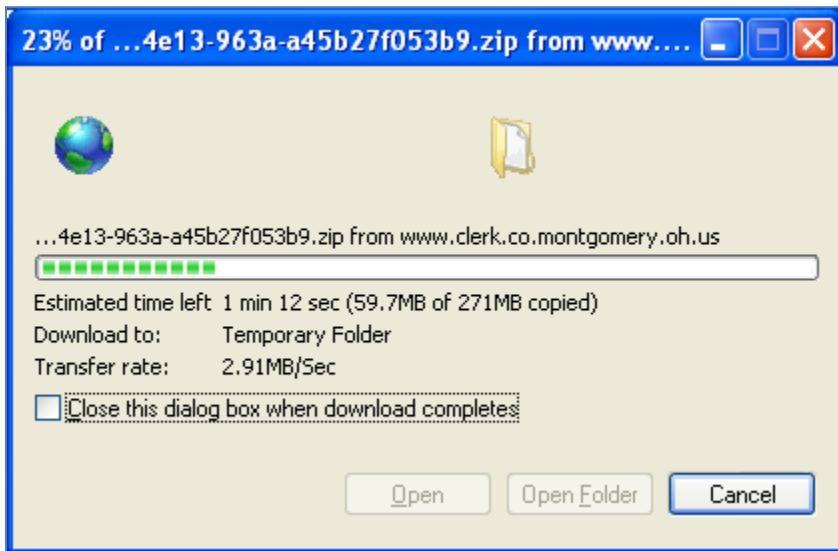 23% of ...4e13-963a-a45b27f053b9.zip from www....
...4e13-963a-a45b27f053b9.zip from www.clerk.co.montgomery.oh.us
Estimated time left 1 min 12 sec (59.7MB of 271MB copied)
Download to: Temporary Folder
Transfer rate: 2.91MB/Sec
Close this dialog box when download completes
Open Open Folder Cancel